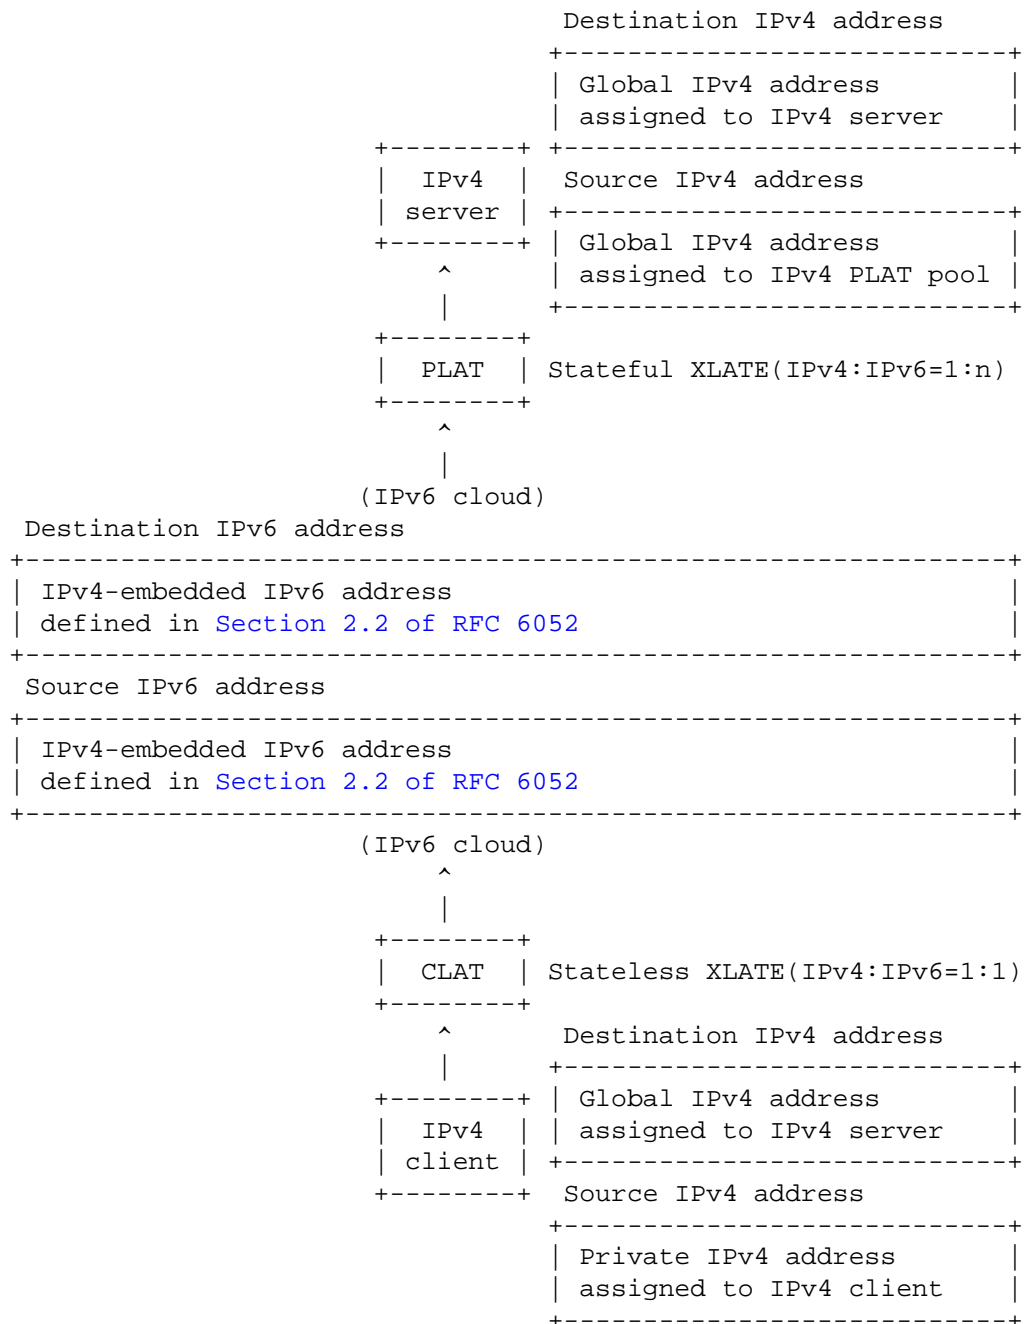 Destination IPv4 address
+----------------------------+
| Global IPv4 address        |
| assigned to IPv4 server    |
+--------+ +----------------------------+
|  IPv4  |  Source IPv4 address
| server | +----------------------------+
+--------+ | Global IPv4 address        |
^      | assigned to IPv4 PLAT pool |
|      +----------------------------+
+--------+
|  PLAT  | Stateful XLATE(IPv4:IPv6=1:n)
+--------+
^
|
(IPv6 cloud)
Destination IPv6 address
+--------------------------------------------------------------+
| IPv4-embedded IPv6 address                                   |
| defined in Section 2.2 of RFC 6052                           |
+--------------------------------------------------------------+
Source IPv6 address
+--------------------------------------------------------------+
| IPv4-embedded IPv6 address                                   |
| defined in Section 2.2 of RFC 6052                           |
+--------------------------------------------------------------+
(IPv6 cloud)
^
|
+--------+
|  CLAT  | Stateless XLATE(IPv4:IPv6=1:1)
+--------+
^       Destination IPv4 address
|      +----------------------------+
+--------+ | Global IPv4 address        |
|  IPv4  | | assigned to IPv4 server    |
| client | +----------------------------+
+--------+  Source IPv4 address
+----------------------------+
| Private IPv4 address       |
| assigned to IPv4 client    |
+----------------------------+